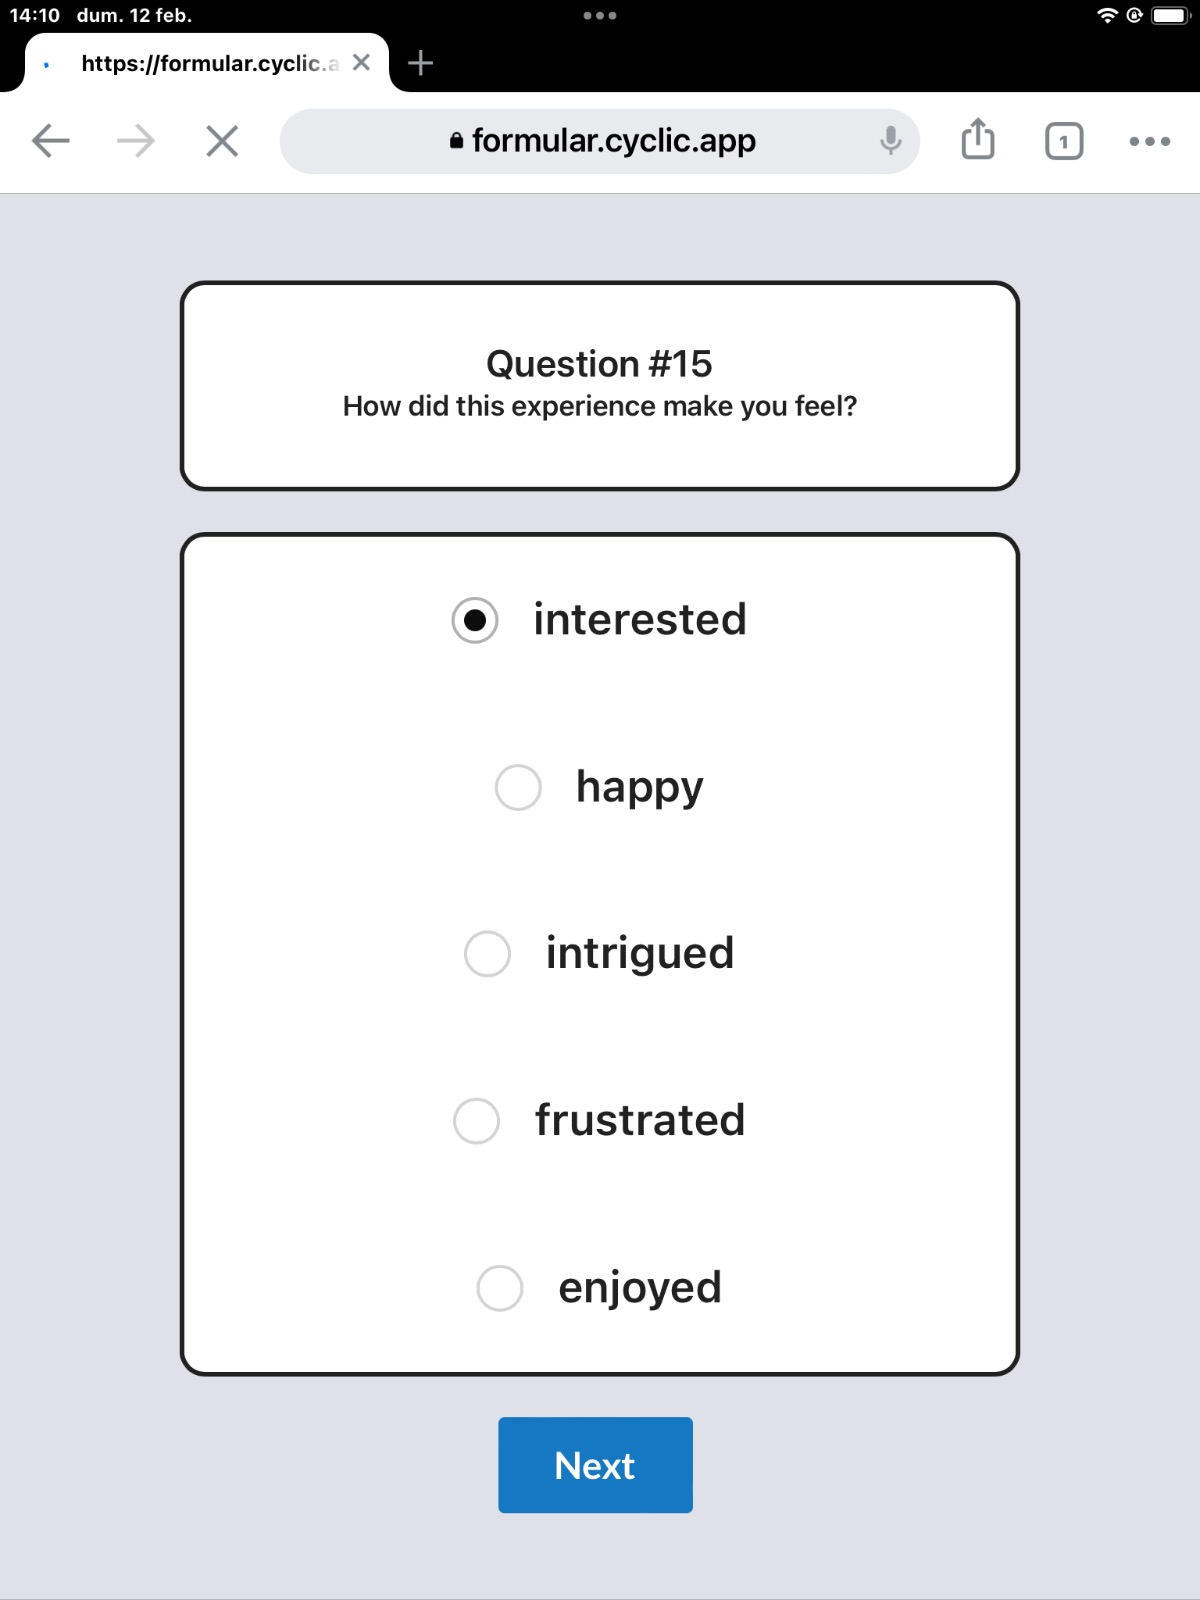 14:10 dum. 12 feb.
https://formular.cyclic.a
formular.cyclic.app
1
Question #15
How did this experience make you feel?
interested
happy
intrigued
frustrated
enjoyed
Next